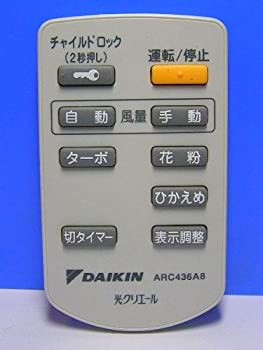 チャイルドロック
(2秒押し)
運転/停止
自動 風量 手動
ターボ 花粉
ひかえめ
切タイマー 表示調整
DAIKIN ARC436A8
光クリエール